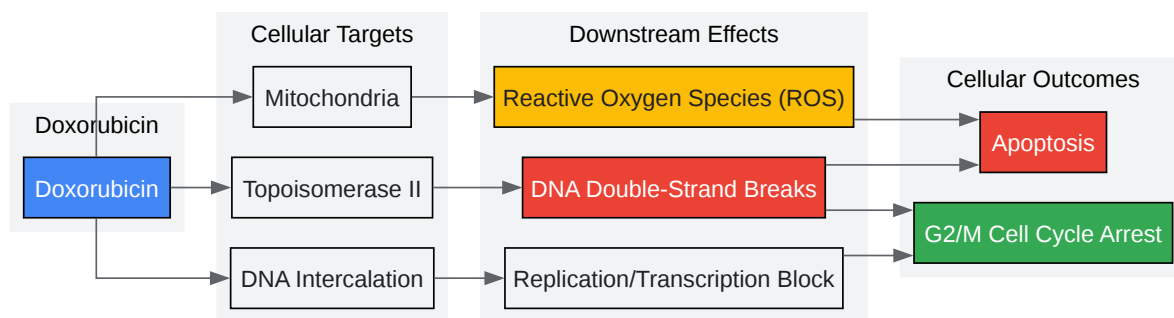 Cellular Targets
Downstream Effects
Cellular Outcomes
Doxorubicin
Mitochondria
Reactive Oxygen Species (ROS)
Apoptosis
Doxorubicin
Topoisomerase II
DNA Double-Strand Breaks
G2/M Cell Cycle Arrest
DNA Intercalation
Replication/Transcription Block